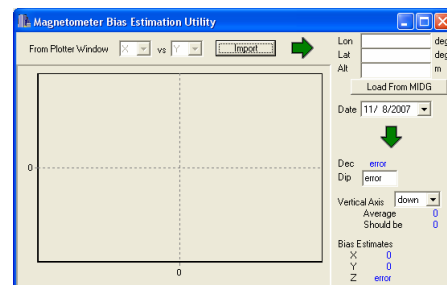 Magnetometer Bias Estimation Utility
From Plotter Window X vs Y Import
Lon deg
Lat deg
Alt m
Load From MIDG
Date 11/ 8/2007
Dec error
Dip error
Vertical Axis down
Average 0
Should be 0
Bias Estimates
X 0
Y 0
Z error
0
0